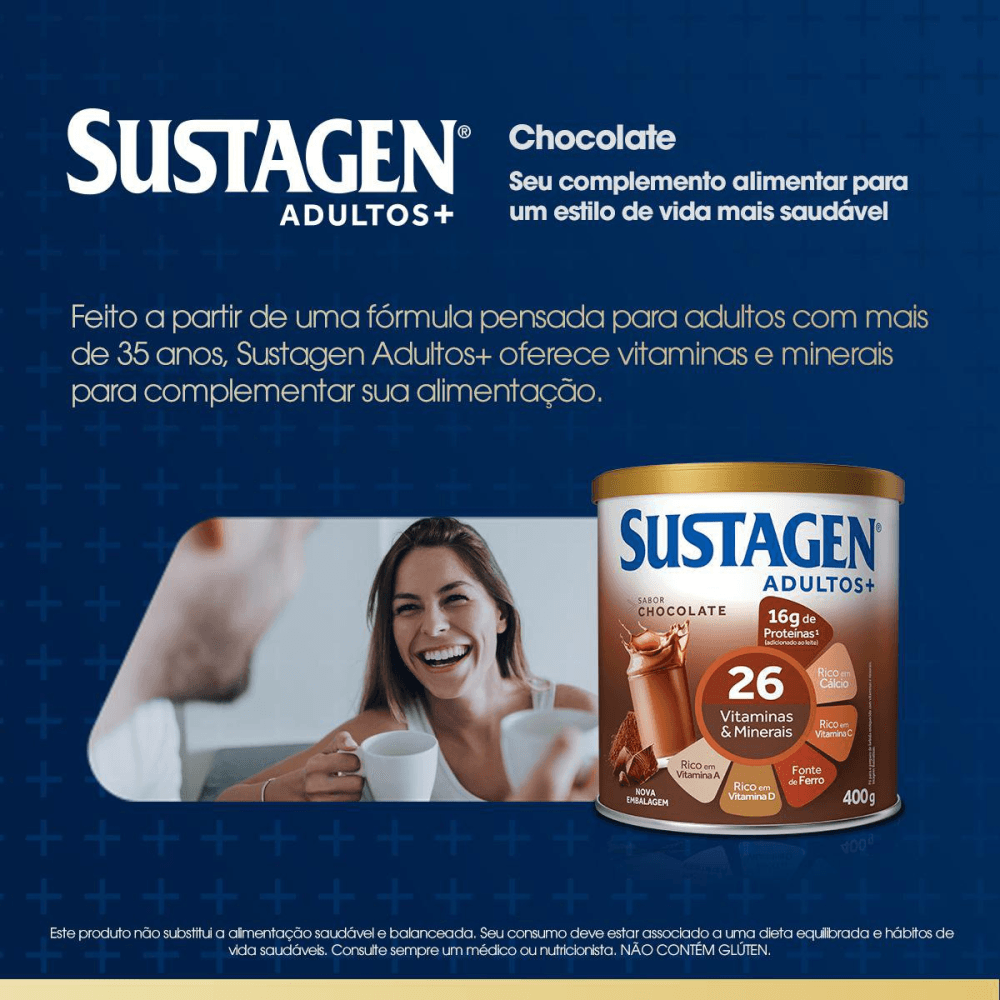 SUSTAGEN®
ADULTOS+
Chocolate
Seu complemento alimentar para
um estilo de vida mais saudável
Feito a partir de uma fórmula pensada para adultos com mais
de 35 anos, Sustagen Adultos+ oferece vitaminas e minerais
para complementar sua alimentação.
SUSTAGEN®
ADULTOS+
SABOR
CHOCOLATE
16g de
Proteínas¹
(adicionado ao leite)
26
Vitaminas
& Minerais
Rico em
Cálcio
Rico em
Vitamina C
Fonte
de Ferro
Rico em
Vitamina D
Rico em
Vitamina A
NOVA
EMBALAGEM
400g
Este produto não substitui a alimentação saudável e balanceada. Seu consumo deve estar associado a uma dieta equilibrada e hábitos de
vida saudáveis. Consulte sempre um médico ou nutricionista. NÃO CONTÉM GLÚTEN.